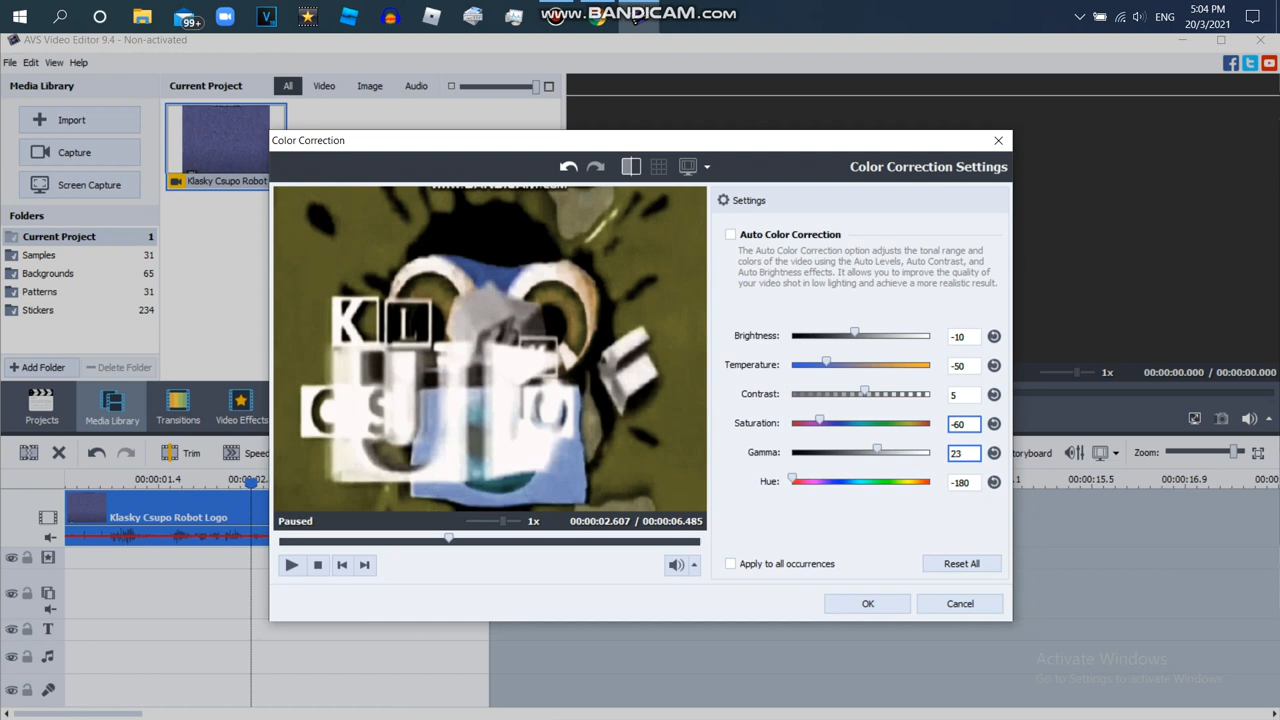 www.BANDICAM.com
99+
ENG
5:04 PM
20/3/2021
AVS Video Editor 9.4 - Non-activated
File Edit View Help
Media Library
Current Project
All Video Image Audio
Import
Capture
Screen Capture
Klasky Csupo Robot
Folders
Current Project 1
Samples 31
Backgrounds 65
Patterns 31
Stickers 234
Add Folder
Delete Folder
Projects
Media Library
Transitions
Video Effects
Color Correction
Color Correction Settings
Settings
Auto Color Correction
The Auto Color Correction option adjusts the tonal range and
colors of the video using the Auto Levels, Auto Contrast, and
Auto Brightness effects. It allows you to improve the quality of
your video shot in low lighting and achieve a more realistic result.
Brightness: -10
Temperature: -50
Contrast: 5
Saturation: -60
Gamma: 23
Hue: -180
K L
Paused
1x
00:00:02.607 / 00:00:06.485
Apply to all occurrences
Reset All
OK
Cancel
1x
00:00:00.000 / 00:00:00.000
Trim
Speed
toryboard
Zoom:
00:00:01.4
00:00:02.
.1
00:00:15.5
00:00:16.9
Klasky Csupo Robot Logo
T
Activate Windows
Go to Settings to activate Windows.